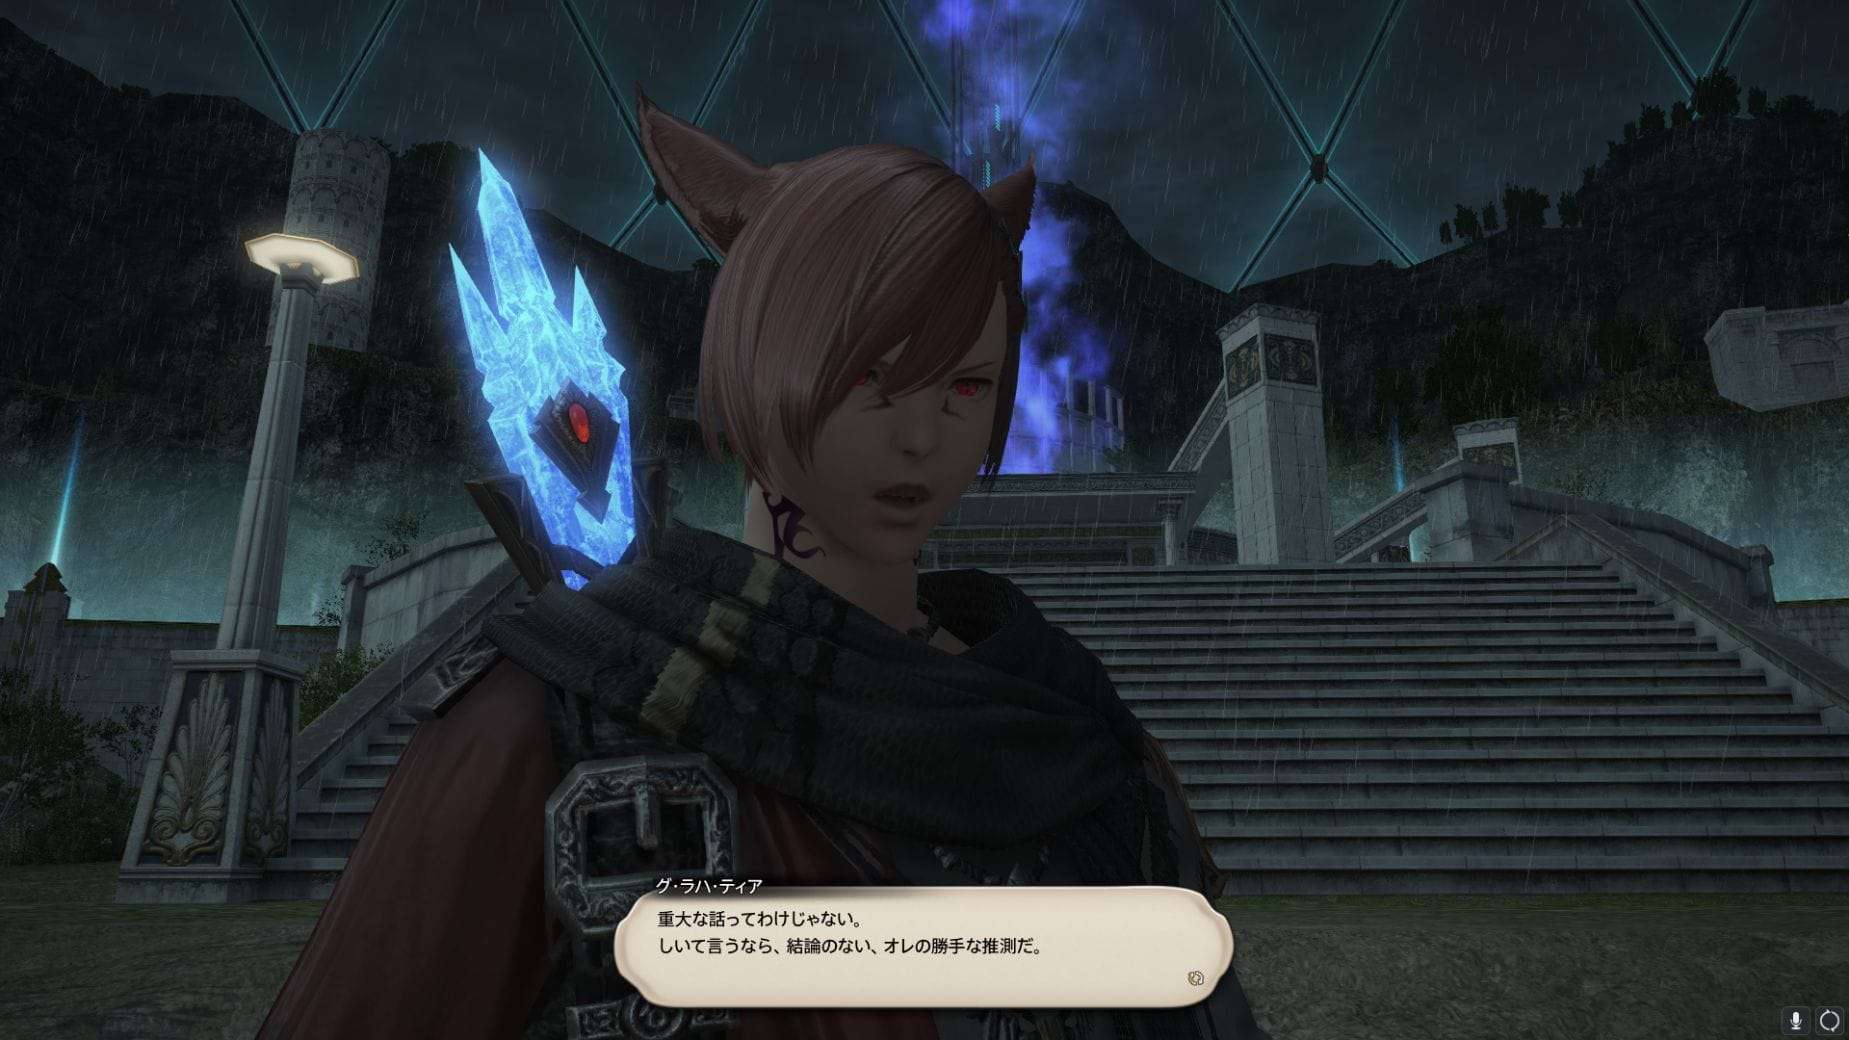 グ・ラハ・ティア
重大な話ってわけじゃない。
しいて言うなら、結論のない、オレの勝手な推測だ。